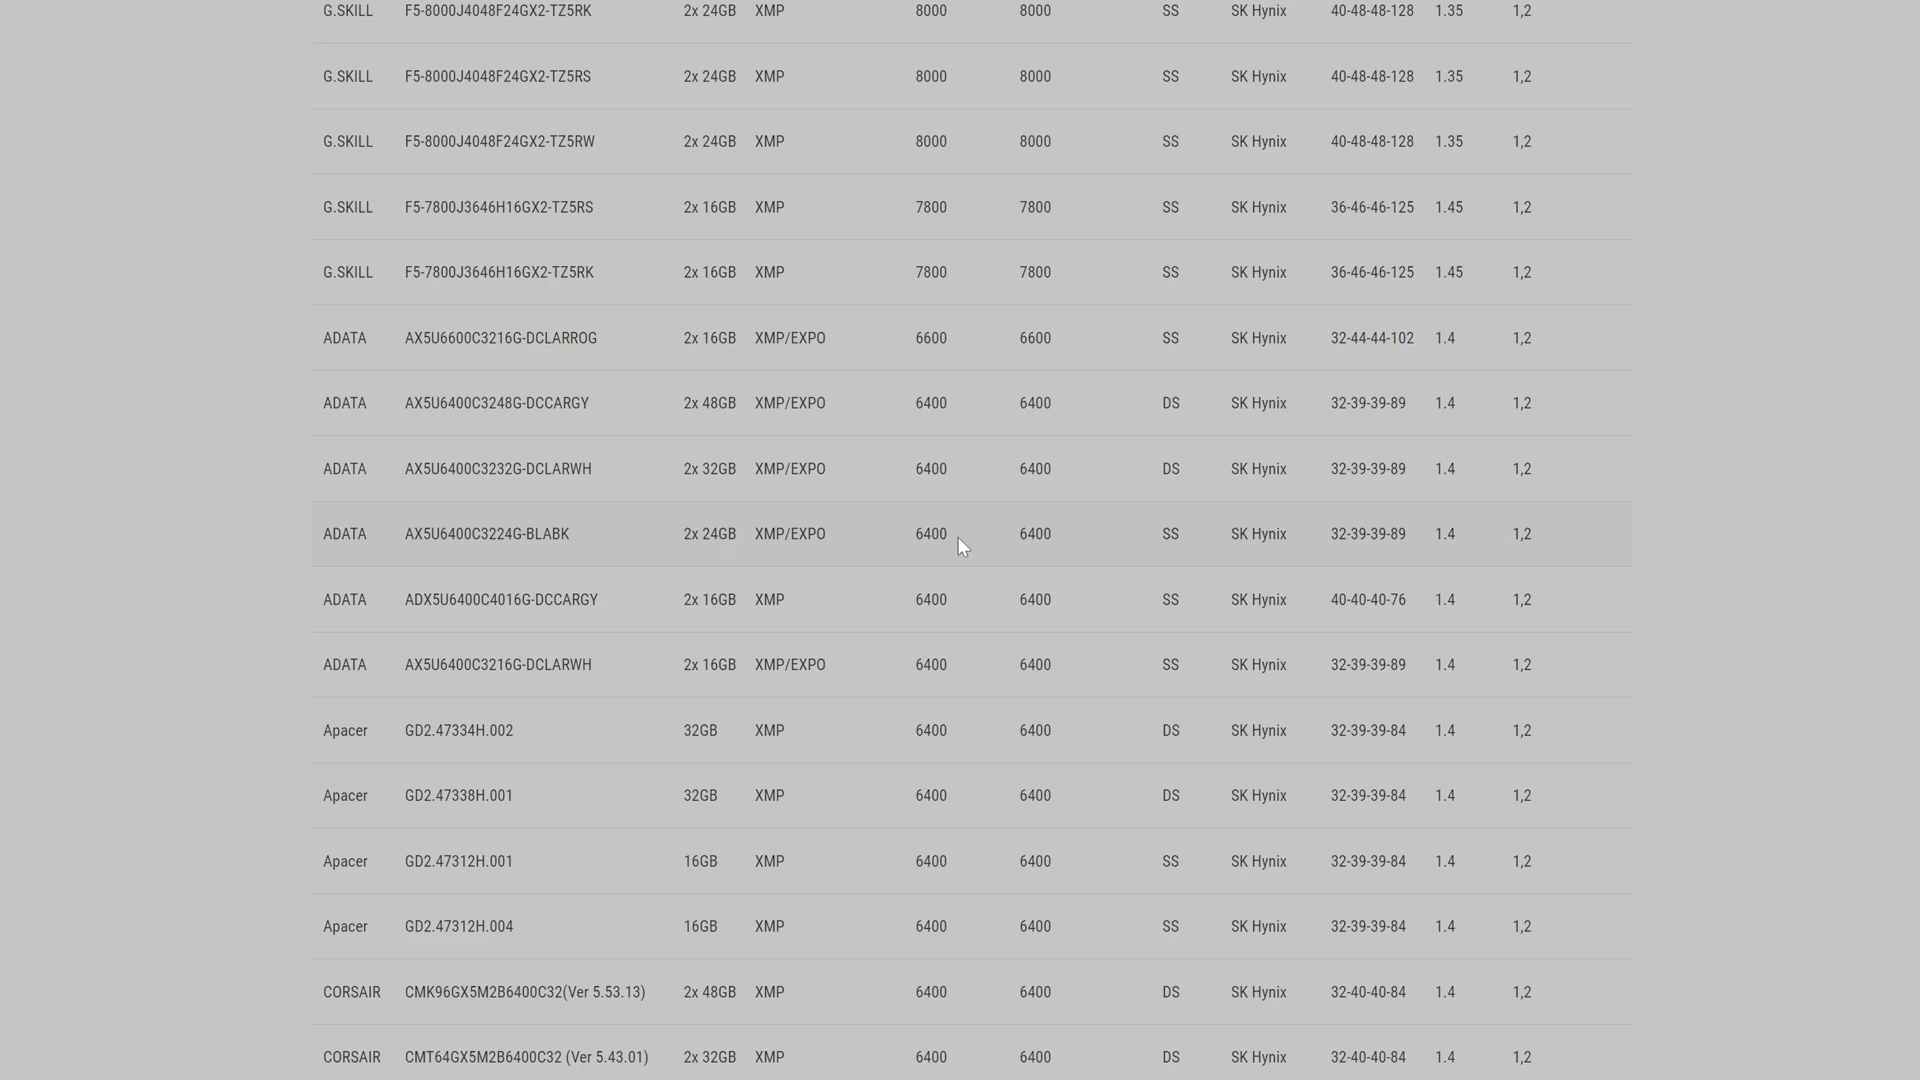 G.SKILL F5-8000J4048F24GX2-TZ5RK 2x 24GB XMP 8000 8000 SS SK Hynix 40-48-48-128 1.35 1,2
G.SKILL F5-8000J4048F24GX2-TZ5RS 2x 24GB XMP 8000 8000 SS SK Hynix 40-48-48-128 1.35 1,2
G.SKILL F5-8000J4048F24GX2-TZ5RW 2x 24GB XMP 8000 8000 SS SK Hynix 40-48-48-128 1.35 1,2
G.SKILL F5-7800J3646H16GX2-TZ5RS 2x 16GB XMP 7800 7800 SS SK Hynix 36-46-46-125 1.45 1,2
G.SKILL F5-7800J3646H16GX2-TZ5RK 2x 16GB XMP 7800 7800 SS SK Hynix 36-46-46-125 1.45 1,2
ADATA AX5U6600C3216G-DCLARROG 2x 16GB XMP/EXPO 6600 6600 SS SK Hynix 32-44-44-102 1.4 1,2
ADATA AX5U6400C3248G-DCCARGY 2x 48GB XMP/EXPO 6400 6400 DS SK Hynix 32-39-39-89 1.4 1,2
ADATA AX5U6400C3232G-DCLARWH 2x 32GB XMP/EXPO 6400 6400 DS SK Hynix 32-39-39-89 1.4 1,2
ADATA AX5U6400C3224G-BLABK 2x 24GB XMP/EXPO 6400 6400 SS SK Hynix 32-39-39-89 1.4 1,2
ADATA ADX5U6400C4016G-DCCARGY 2x 16GB XMP 6400 6400 SS SK Hynix 40-40-40-76 1.4 1,2
ADATA AX5U6400C3216G-DCLARWH 2x 16GB XMP/EXPO 6400 6400 SS SK Hynix 32-39-39-89 1.4 1,2
Apacer GD2.47334H.002 32GB XMP 6400 6400 DS SK Hynix 32-39-39-84 1.4 1,2
Apacer GD2.47338H.001 32GB XMP 6400 6400 DS SK Hynix 32-39-39-84 1.4 1,2
Apacer GD2.47312H.001 16GB XMP 6400 6400 SS SK Hynix 32-39-39-84 1.4 1,2
Apacer GD2.47312H.004 16GB XMP 6400 6400 SS SK Hynix 32-39-39-84 1.4 1,2
CORSAIR CMK96GX5M2B6400C32(Ver 5.53.13) 2x 48GB XMP 6400 6400 DS SK Hynix 32-40-40-84 1.4 1,2
CORSAIR CMT64GX5M2B6400C32 (Ver 5.43.01) 2x 32GB XMP 6400 6400 DS SK Hynix 32-40-40-84 1.4 1,2